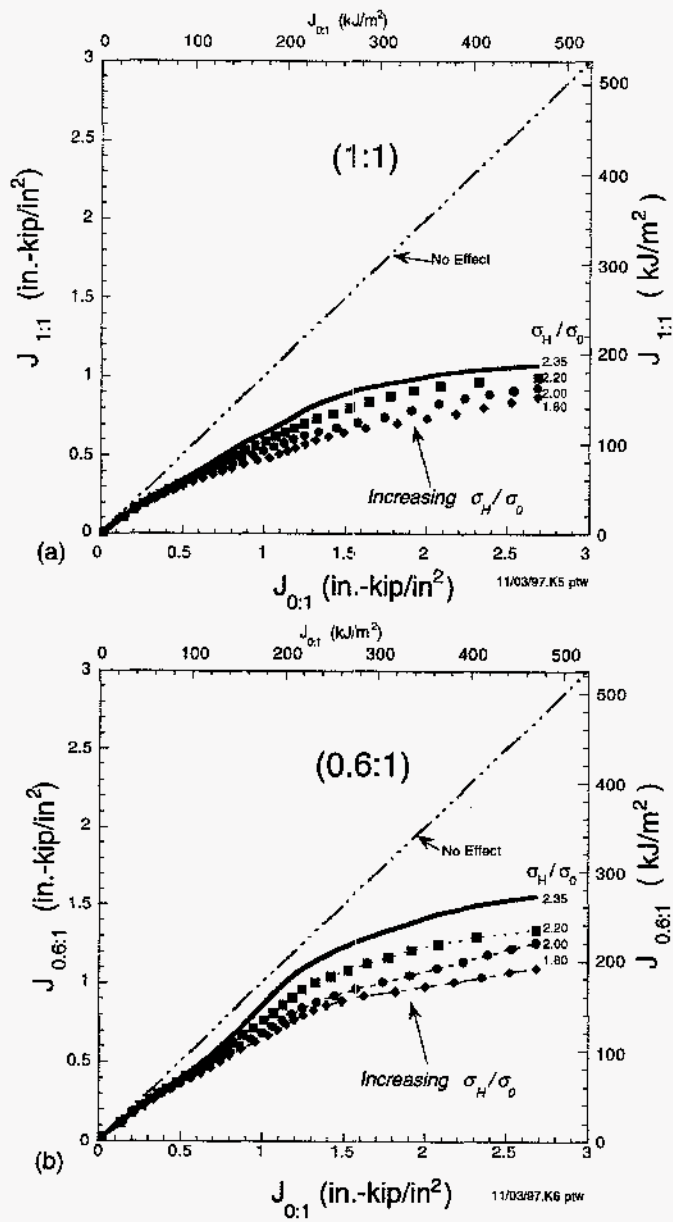 J0:1 (kJ/m²)
0 100 200 300 400 500
3
2.5
2
1.5
1
0.5
0
J 1:1 (in.-kip/in²)
(1:1)
No Effect
500
400
300
200
100
0
J 1:1 ( kJ/m²)
σH/σ0
2.35
2.20
2.00
1.80
Increasing σH/σ0
(a)
0.5 1 1.5 2 2.5 3
J0:1 (in.-kip/in²)
11/03/97.K5 ptw
J0:1 (kJ/m²)
0 100 200 300 400 500
3
2.5
2
1.5
1
0.5
0
J 0.6:1 (in.-kip/in²)
(0.6:1)
No Effect
500
400
300
200
100
0
J 0.6:1 ( kJ/m²)
σH/σ0
2.35
2.20
2.00
1.80
Increasing σH/σ0
(b)
0.5 1 1.5 2 2.5 3
J0:1 (in.-kip/in²)
11/03/97.K6 ptw